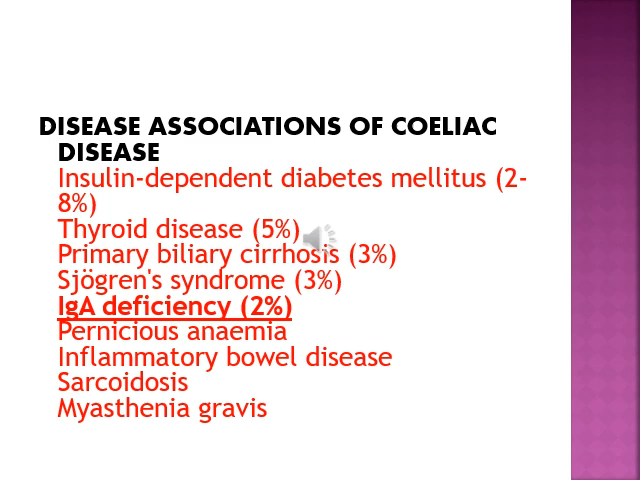 DISEASE ASSOCIATIONS OF COELIAC
DISEASE
Insulin-dependent diabetes mellitus (2-
8%)
Thyroid disease (5%)
Primary biliary cirrhosis (3%)
Sjögren's syndrome (3%)
IgA deficiency (2%)
Pernicious anaemia
Inflammatory bowel disease
Sarcoidosis
Myasthenia gravis